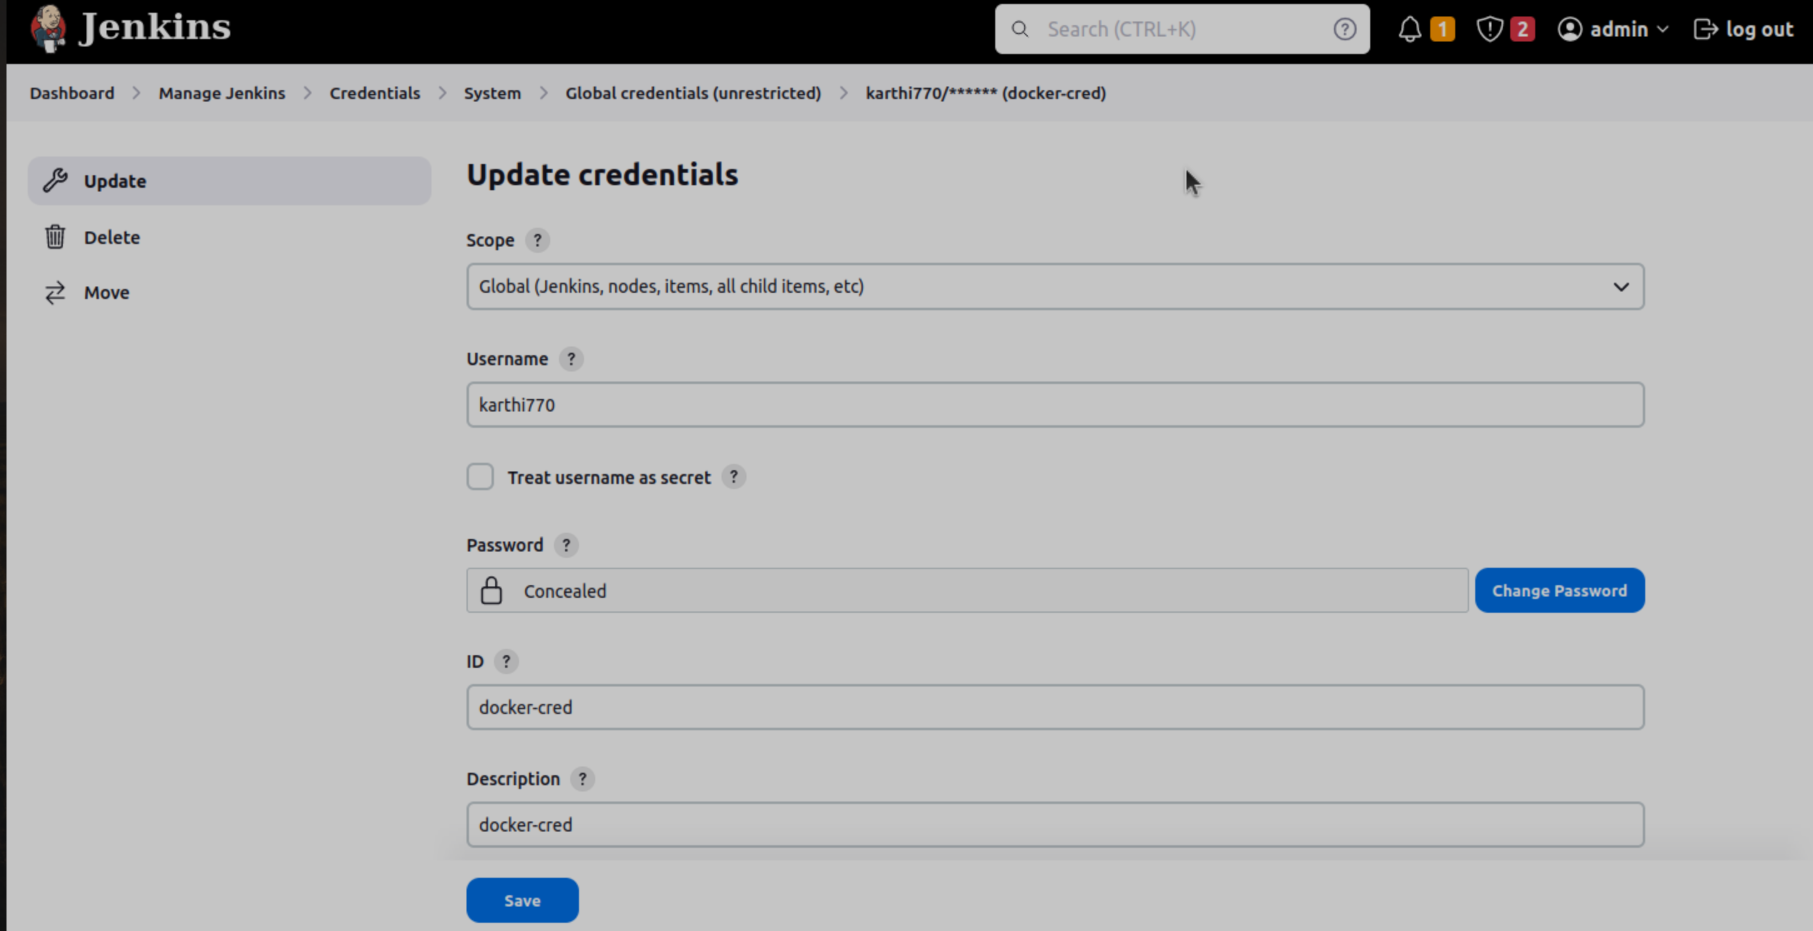 Jenkins
Search (CTRL+K)
?
1
2
admin
log out
Dashboard > Manage Jenkins > Credentials > System > Global credentials (unrestricted) > karthi770/****** (docker-cred)
Update
Delete
Move
Update credentials
Scope ?
Global (Jenkins, nodes, items, all child items, etc)
Username ?
karthi770
Treat username as secret ?
Password ?
Concealed
Change Password
ID ?
docker-cred
Description ?
docker-cred
Save